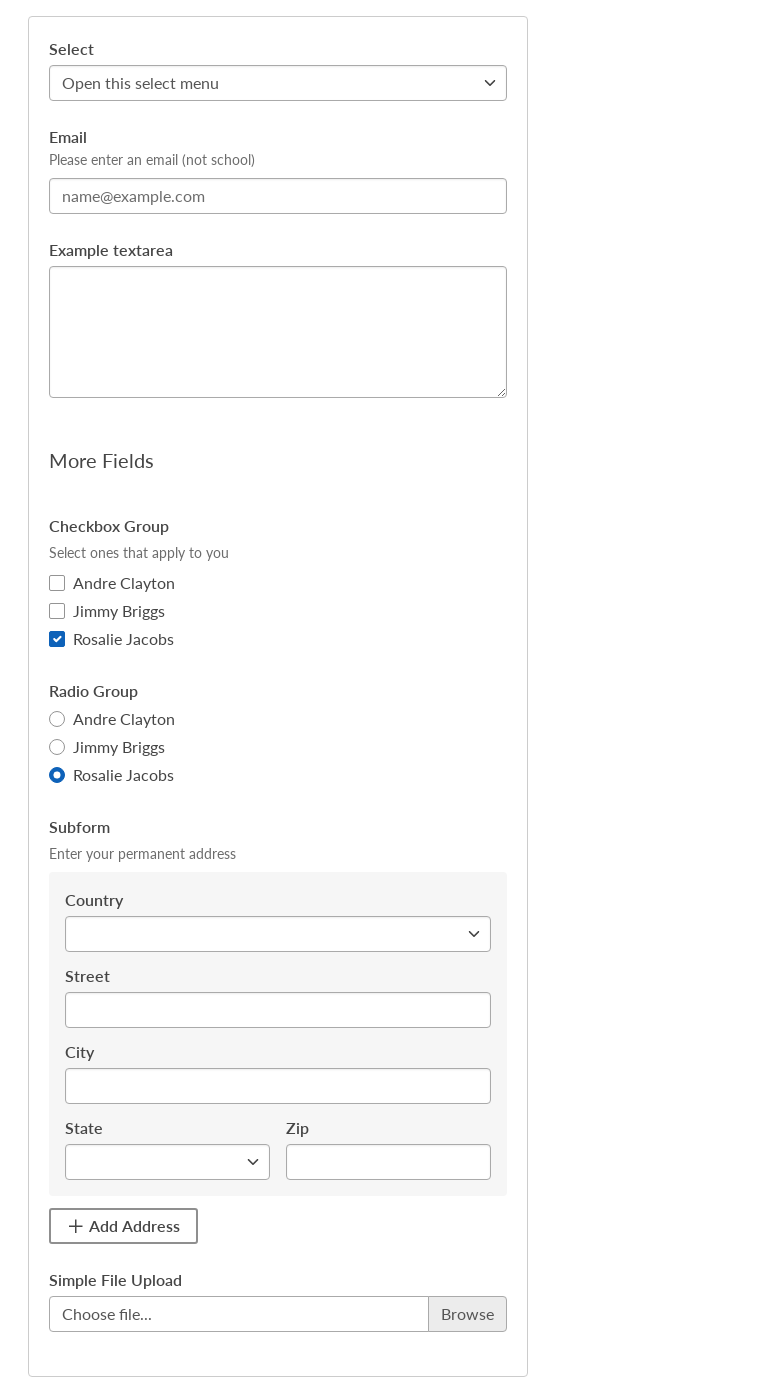 Select
Open this select menu
Email
Please enter an email (not school)
name@example.com
Example textarea
More Fields
Checkbox Group
Select ones that apply to you
Andre Clayton
Jimmy Briggs
Rosalie Jacobs
Radio Group
Andre Clayton
Jimmy Briggs
Rosalie Jacobs
Subform
Enter your permanent address
Country
Street
City
State Zip
Add Address
Simple File Upload
Choose file... Browse